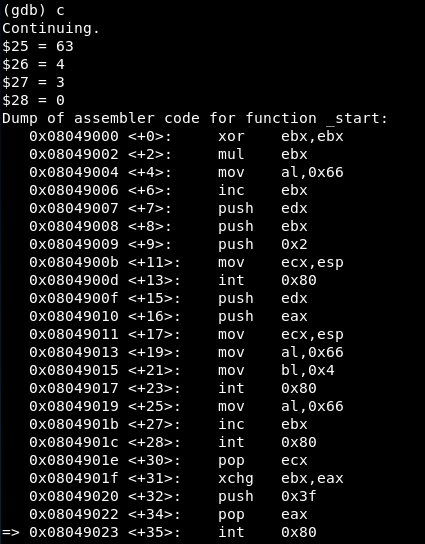 (gdb) c
Continuing.
$25 = 63
$26 = 4
$27 = 3
$28 = 0
Dump of assembler code for function _start:
   0x08049000 <+0>:     xor    ebx,ebx
   0x08049002 <+2>:     mul    ebx
   0x08049004 <+4>:     mov    al,0x66
   0x08049006 <+6>:     inc    ebx
   0x08049007 <+7>:     push   edx
   0x08049008 <+8>:     push   ebx
   0x08049009 <+9>:     push   0x2
   0x0804900b <+11>:    mov    ecx,esp
   0x0804900d <+13>:    int    0x80
   0x0804900f <+15>:    push   edx
   0x08049010 <+16>:    push   eax
   0x08049011 <+17>:    mov    ecx,esp
   0x08049013 <+19>:    mov    al,0x66
   0x08049015 <+21>:    mov    bl,0x4
   0x08049017 <+23>:    int    0x80
   0x08049019 <+25>:    mov    al,0x66
   0x0804901b <+27>:    inc    ebx
   0x0804901c <+28>:    int    0x80
   0x0804901e <+30>:    pop    ecx
   0x0804901f <+31>:    xchg   ebx,eax
   0x08049020 <+32>:    push   0x3f
   0x08049022 <+34>:    pop    eax
=> 0x08049023 <+35>:    int    0x80